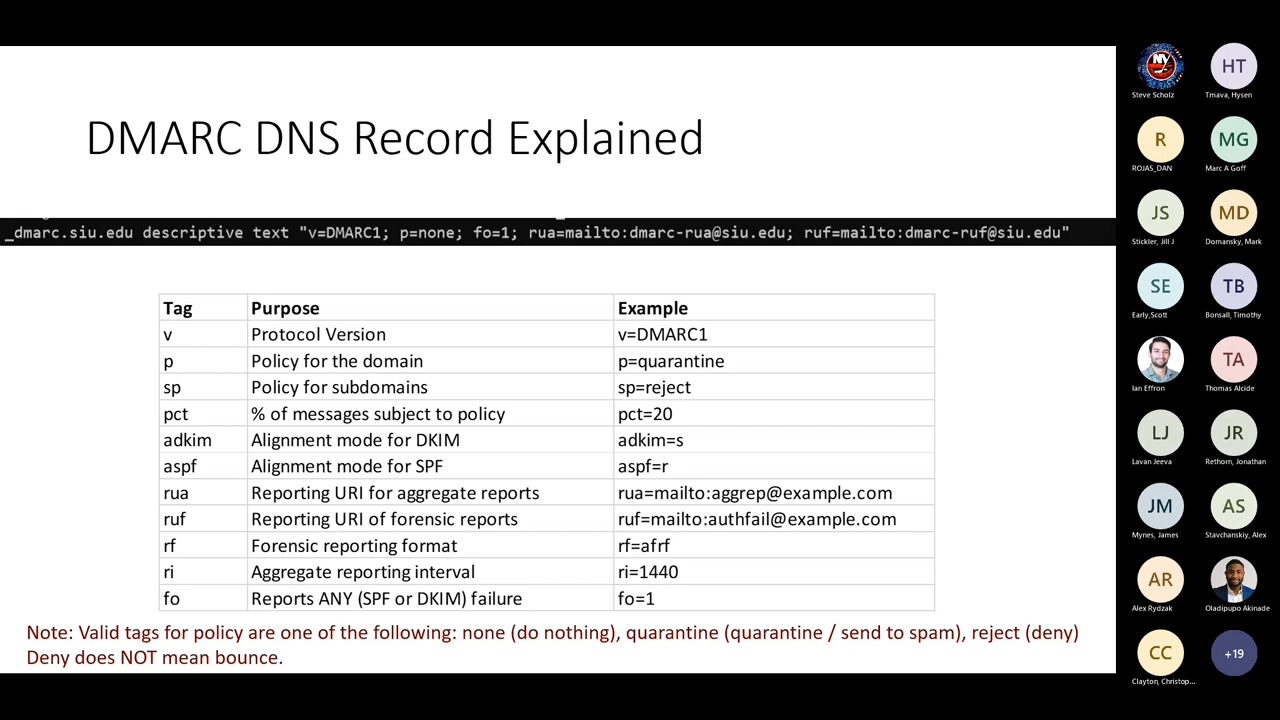 DMARC DNS Record Explained
_dmarc.siu.edu descriptive text "v=DMARC1; p=none; fo=1; rua=mailto:dmarc-rua@siu.edu; ruf=mailto:dmarc-ruf@siu.edu"
Tag Purpose Example
v Protocol Version v=DMARC1
p Policy for the domain p=quarantine
sp Policy for subdomains sp=reject
pct % of messages subject to policy pct=20
adkim Alignment mode for DKIM adkim=s
aspf Alignment mode for SPF aspf=r
rua Reporting URI for aggregate reports rua=mailto:aggrep@example.com
ruf Reporting URI of forensic reports ruf=mailto:authfail@example.com
rf Forensic reporting format rf=afrf
ri Aggregate reporting interval ri=1440
fo Reports ANY (SPF or DKIM) failure fo=1
Note: Valid tags for policy are one of the following: none (do nothing), quarantine (quarantine / send to spam), reject (deny)
Deny does NOT mean bounce.
NY HT
Steve Scholz Tmava, Hysen
R MG
ROJAS_DAN Marc A Goff
JS MD
Stickler, Jill J Domansky, Mark
SE TB
Early,Scott Bonsall, Timothy
TA
Ian Effron Thomas Alcide
LJ JR
Lavan Jeeva Rethorn, Jonathan
JM AS
Mynes, James Stavchanskiy, Alex
AR
Alex Rydzak Oladipupo Akinade
CC +19
Clayton, Christop...